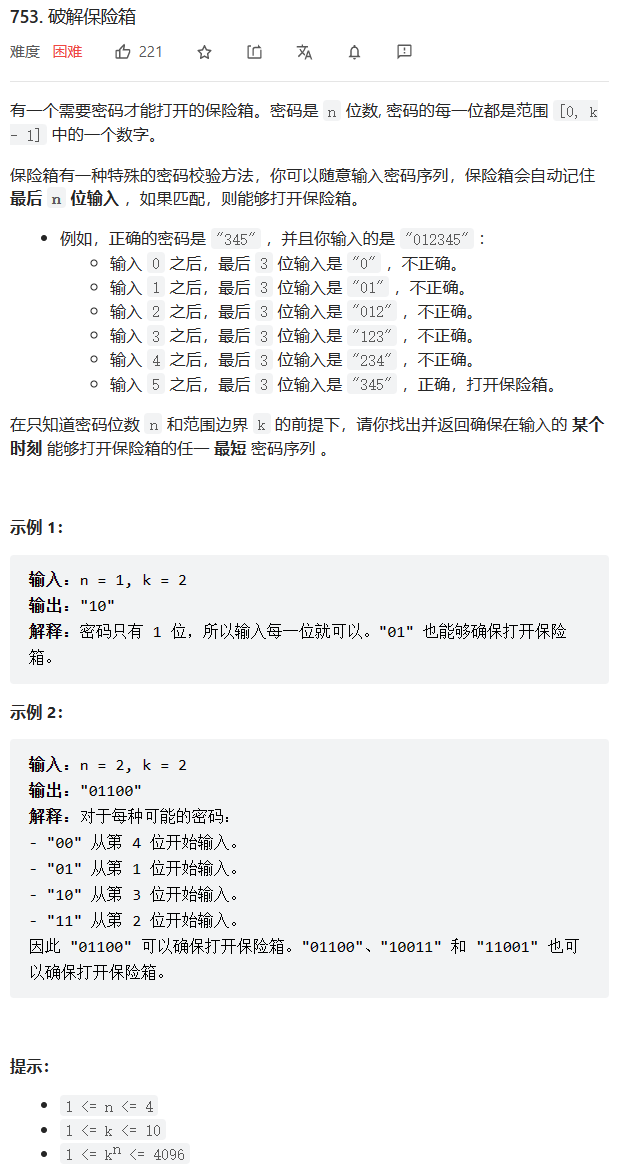 753. 破解保险箱
难度 困难 221
有一个需要密码才能打开的保险箱。密码是 n 位数, 密码的每一位都是范围 [0, k
- 1] 中的一个数字。
保险箱有一种特殊的密码校验方法，你可以随意输入密码序列，保险箱会自动记住
最后 n 位输入 ，如果匹配，则能够打开保险箱。
• 例如，正确的密码是 "345" ，并且你输入的是 "012345" ：
○ 输入 0 之后，最后 3 位输入是 "0" ，不正确。
○ 输入 1 之后，最后 3 位输入是 "01" ，不正确。
○ 输入 2 之后，最后 3 位输入是 "012" ，不正确。
○ 输入 3 之后，最后 3 位输入是 "123" ，不正确。
○ 输入 4 之后，最后 3 位输入是 "234" ，不正确。
○ 输入 5 之后，最后 3 位输入是 "345" ，正确，打开保险箱。
在只知道密码位数 n 和范围边界 k 的前提下，请你找出并返回确保在输入的 某个
时刻 能够打开保险箱的任一 最短 密码序列 。
示例 1：
输入：n = 1, k = 2
输出："10"
解释：密码只有 1 位，所以输入每一位就可以。"01" 也能够确保打开保险
箱。
示例 2：
输入：n = 2, k = 2
输出："01100"
解释：对于每种可能的密码：
- "00" 从第 4 位开始输入。
- "01" 从第 1 位开始输入。
- "10" 从第 3 位开始输入。
- "11" 从第 2 位开始输入。
因此 "01100" 可以确保打开保险箱。"01100"、"10011" 和 "11001" 也可
以确保打开保险箱。
提示：
• 1 <= n <= 4
• 1 <= k <= 10
• 1 <= kⁿ <= 4096